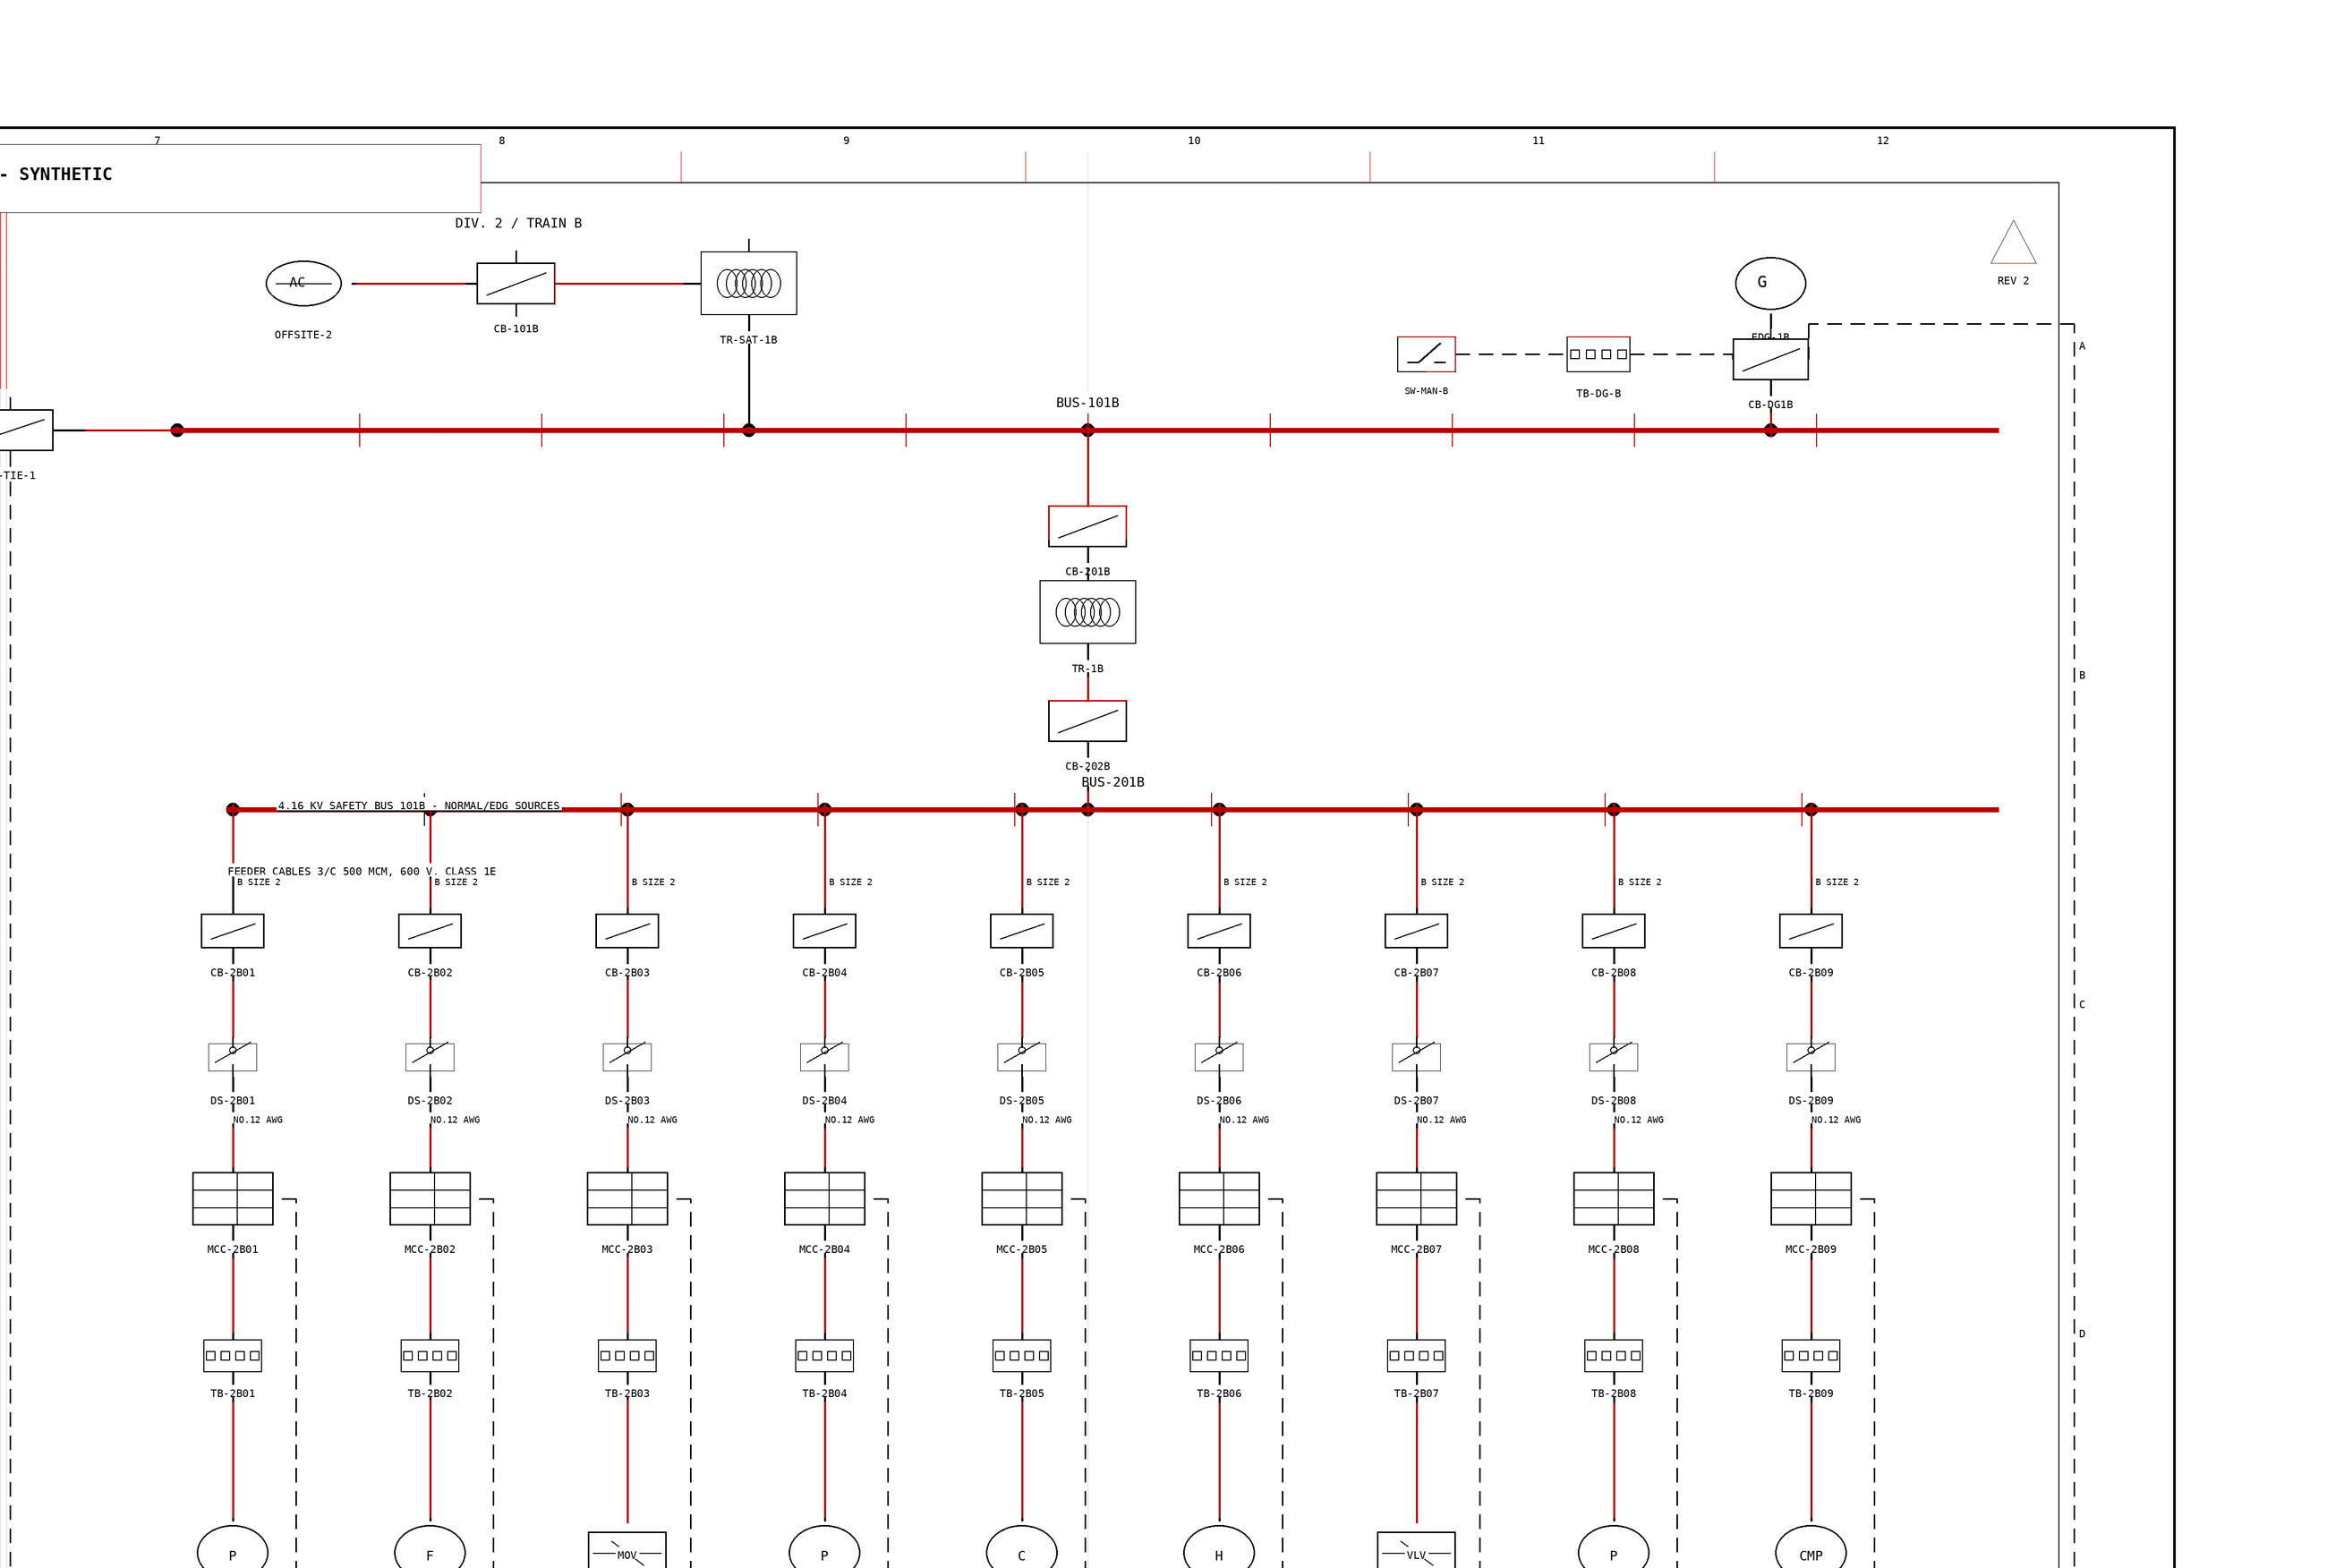 7 8 9 10 11 12
- SYNTHETIC
DIV. 2 / TRAIN B
AC
G
REV 2
OFFSITE-2
CB-101B
TR-SAT-1B
EDG-1B
A
SW-MAN-B
TB-DG-B
CB-DG1B
BUS-101B
-TIE-1
CB-201B
TR-1B
B
CB-202B
BUS-201B
4.16 KV SAFETY BUS 101B - NORMAL/EDG SOURCES
FEEDER CABLES 3/C 500 MCM, 600 V. CLASS 1E
B SIZE 2 B SIZE 2 B SIZE 2 B SIZE 2 B SIZE 2 B SIZE 2 B SIZE 2 B SIZE 2 B SIZE 2
CB-2B01 CB-2B02 CB-2B03 CB-2B04 CB-2B05 CB-2B06 CB-2B07 CB-2B08 CB-2B09
C
DS-2B01 DS-2B02 DS-2B03 DS-2B04 DS-2B05 DS-2B06 DS-2B07 DS-2B08 DS-2B09
NO.12 AWG NO.12 AWG NO.12 AWG NO.12 AWG NO.12 AWG NO.12 AWG NO.12 AWG NO.12 AWG NO.12 AWG
MCC-2B01 MCC-2B02 MCC-2B03 MCC-2B04 MCC-2B05 MCC-2B06 MCC-2B07 MCC-2B08 MCC-2B09
D
TB-2B01 TB-2B02 TB-2B03 TB-2B04 TB-2B05 TB-2B06 TB-2B07 TB-2B08 TB-2B09
P F MOV P C H VLV P CMP